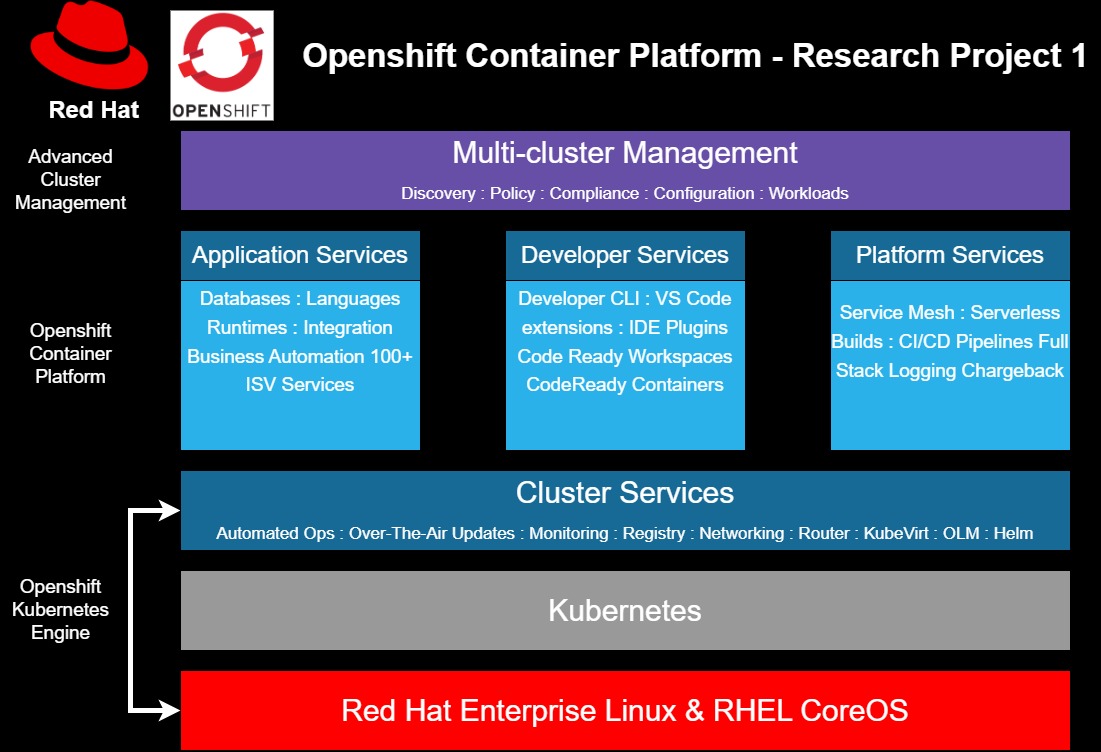 Red Hat
OPENSHIFT
Openshift Container Platform - Research Project 1
Advanced
Cluster
Management
Multi-cluster Management
Discovery : Policy : Compliance : Configuration : Workloads
Openshift
Container
Platform
Application Services
Databases : Languages
Runtimes : Integration
Business Automation 100+
ISV Services
Developer Services
Developer CLI : VS Code
extensions : IDE Plugins
Code Ready Workspaces
CodeReady Containers
Platform Services
Service Mesh : Serverless
Builds : CI/CD Pipelines Full
Stack Logging Chargeback
Openshift
Kubernetes
Engine
Cluster Services
Automated Ops : Over-The-Air Updates : Monitoring : Registry : Networking : Router : KubeVirt : OLM : Helm
Kubernetes
Red Hat Enterprise Linux & RHEL CoreOS